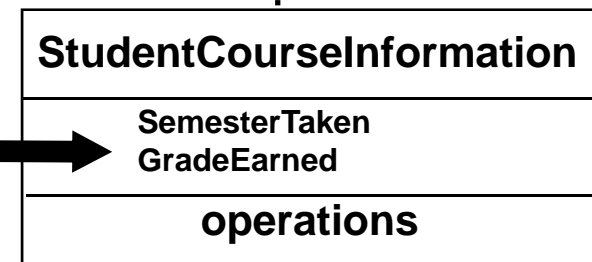 StudentCourseInformation
SemesterTaken
GradeEarned
operations